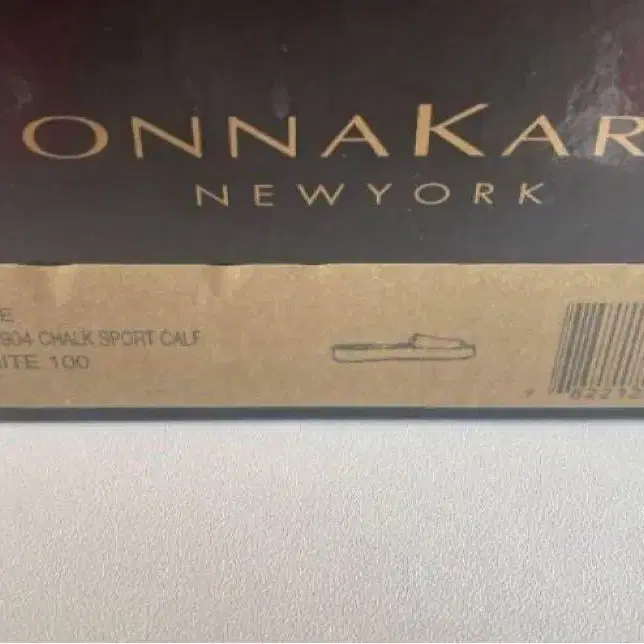 ONNAKAR
NEWYORK
E
904 CHALK SPORT CALF
ITE 100